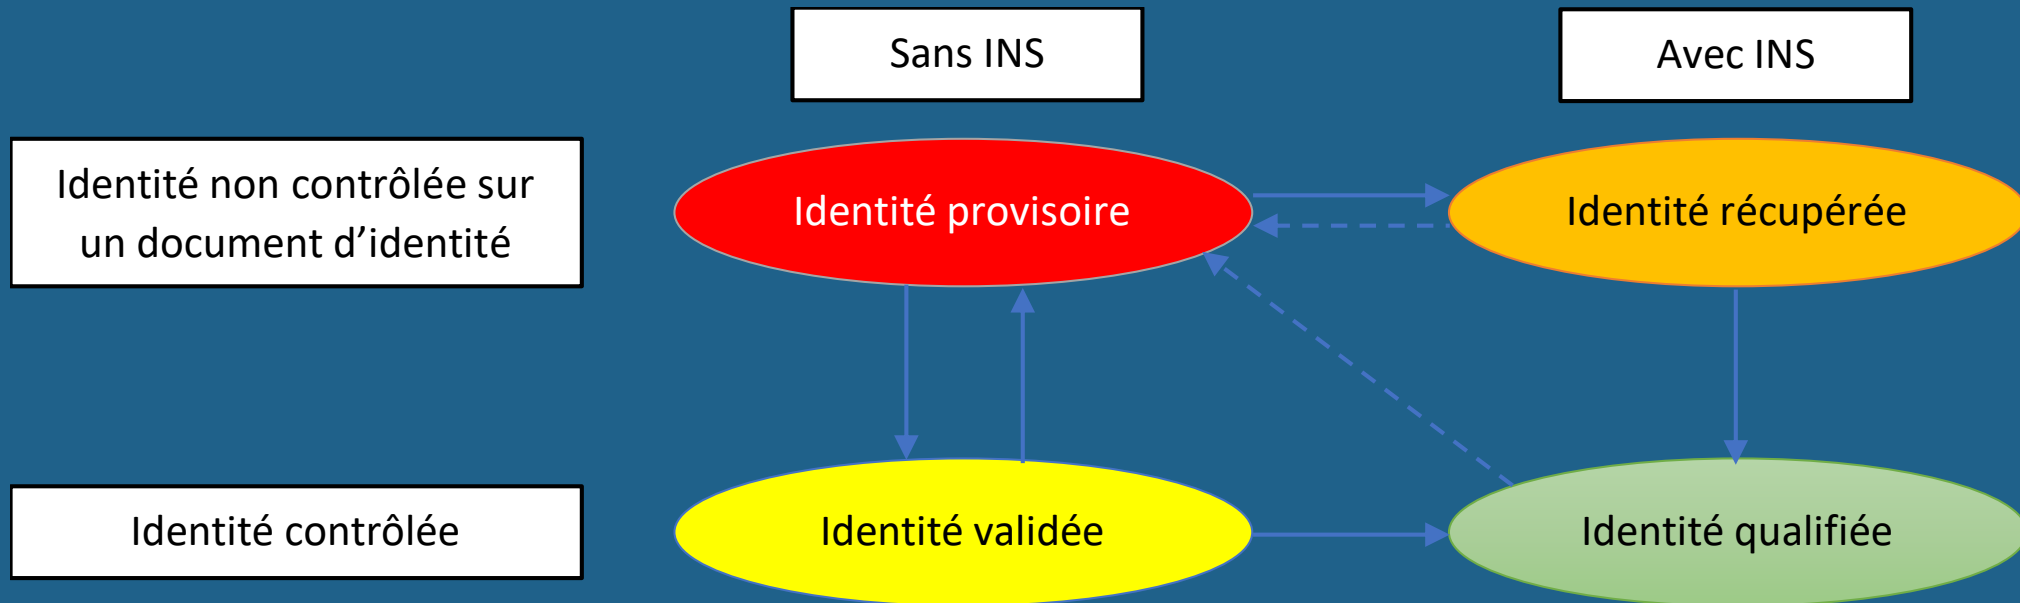 Sans INS
Avec INS
Identité non contrôlée sur
un document d’identité
Identité provisoire
Identité récupérée
Identité contrôlée
Identité validée
Identité qualifiée